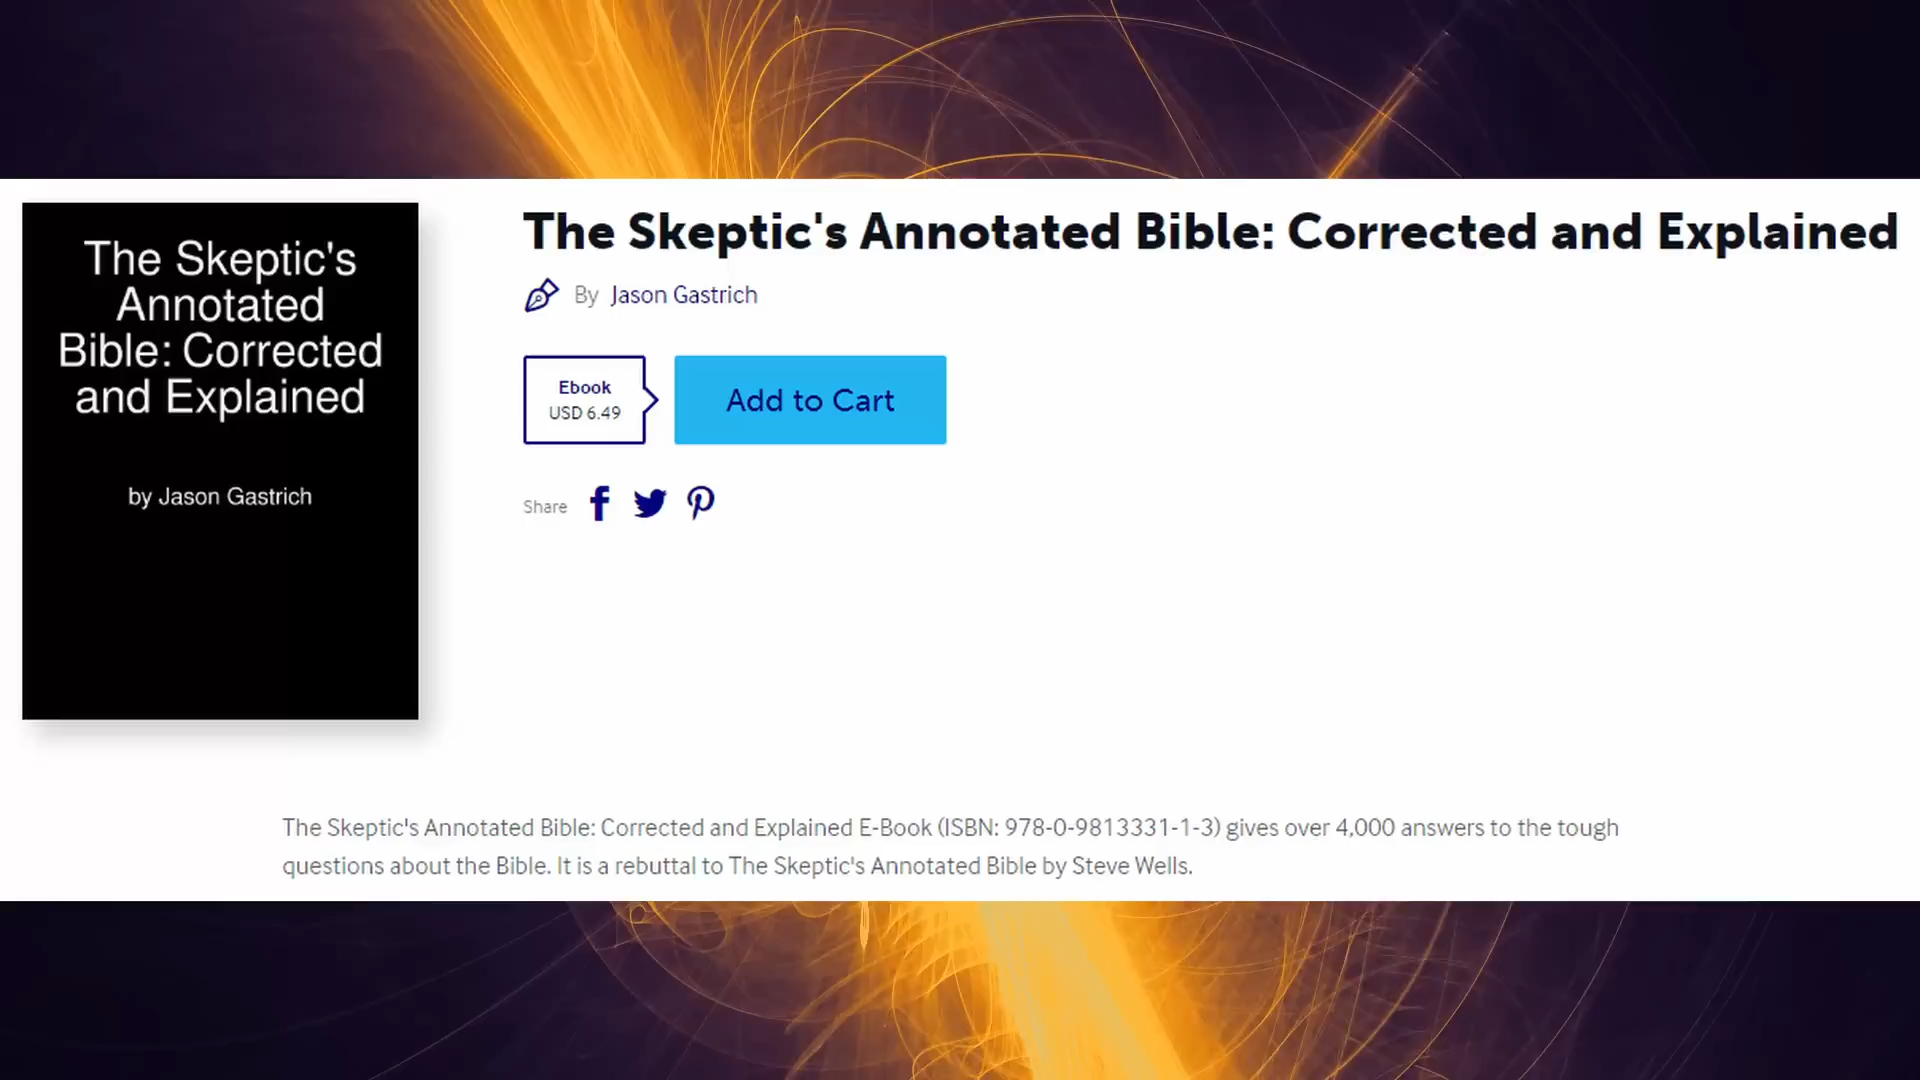 The Skeptic's
Annotated
Bible: Corrected
and Explained
by Jason Gastrich
The Skeptic's Annotated Bible: Corrected and Explained
By Jason Gastrich
Ebook
USD 6.49
Add to Cart
Share
The Skeptic's Annotated Bible: Corrected and Explained E-Book (ISBN: 978-0-9813331-1-3) gives over 4,000 answers to the tough
questions about the Bible. It is a rebuttal to The Skeptic's Annotated Bible by Steve Wells.